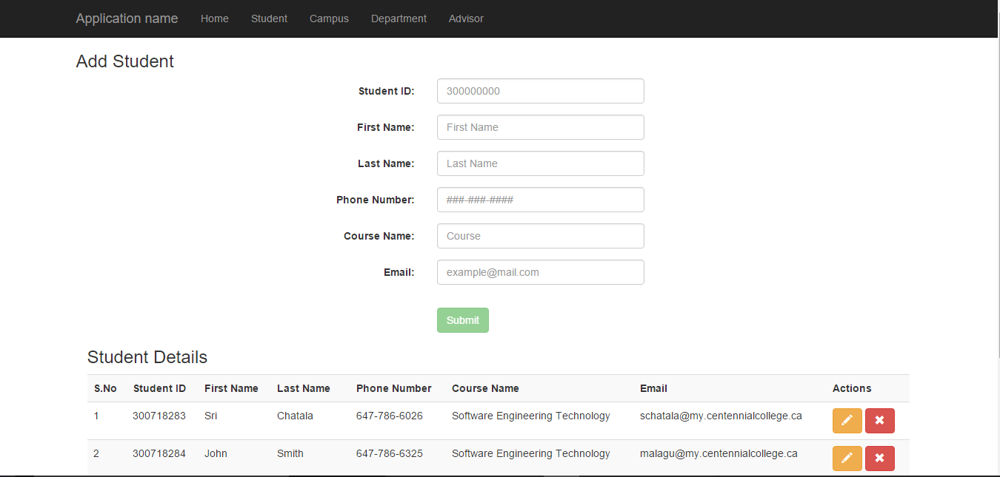 Application name Home Student Campus Department Advisor
Add Student
Student ID: 300000000
First Name: First Name
Last Name: Last Name
Phone Number: ###-###-####
Course Name: Course
Email: example@mail.com
Submit
Student Details
S.No Student ID First Name Last Name Phone Number Course Name Email Actions
1 300718283 Sri Chatala 647-786-6026 Software Engineering Technology schatala@my.centennialcollege.ca
2 300718284 John Smith 647-786-6325 Software Engineering Technology malagu@my.centennialcollege.ca